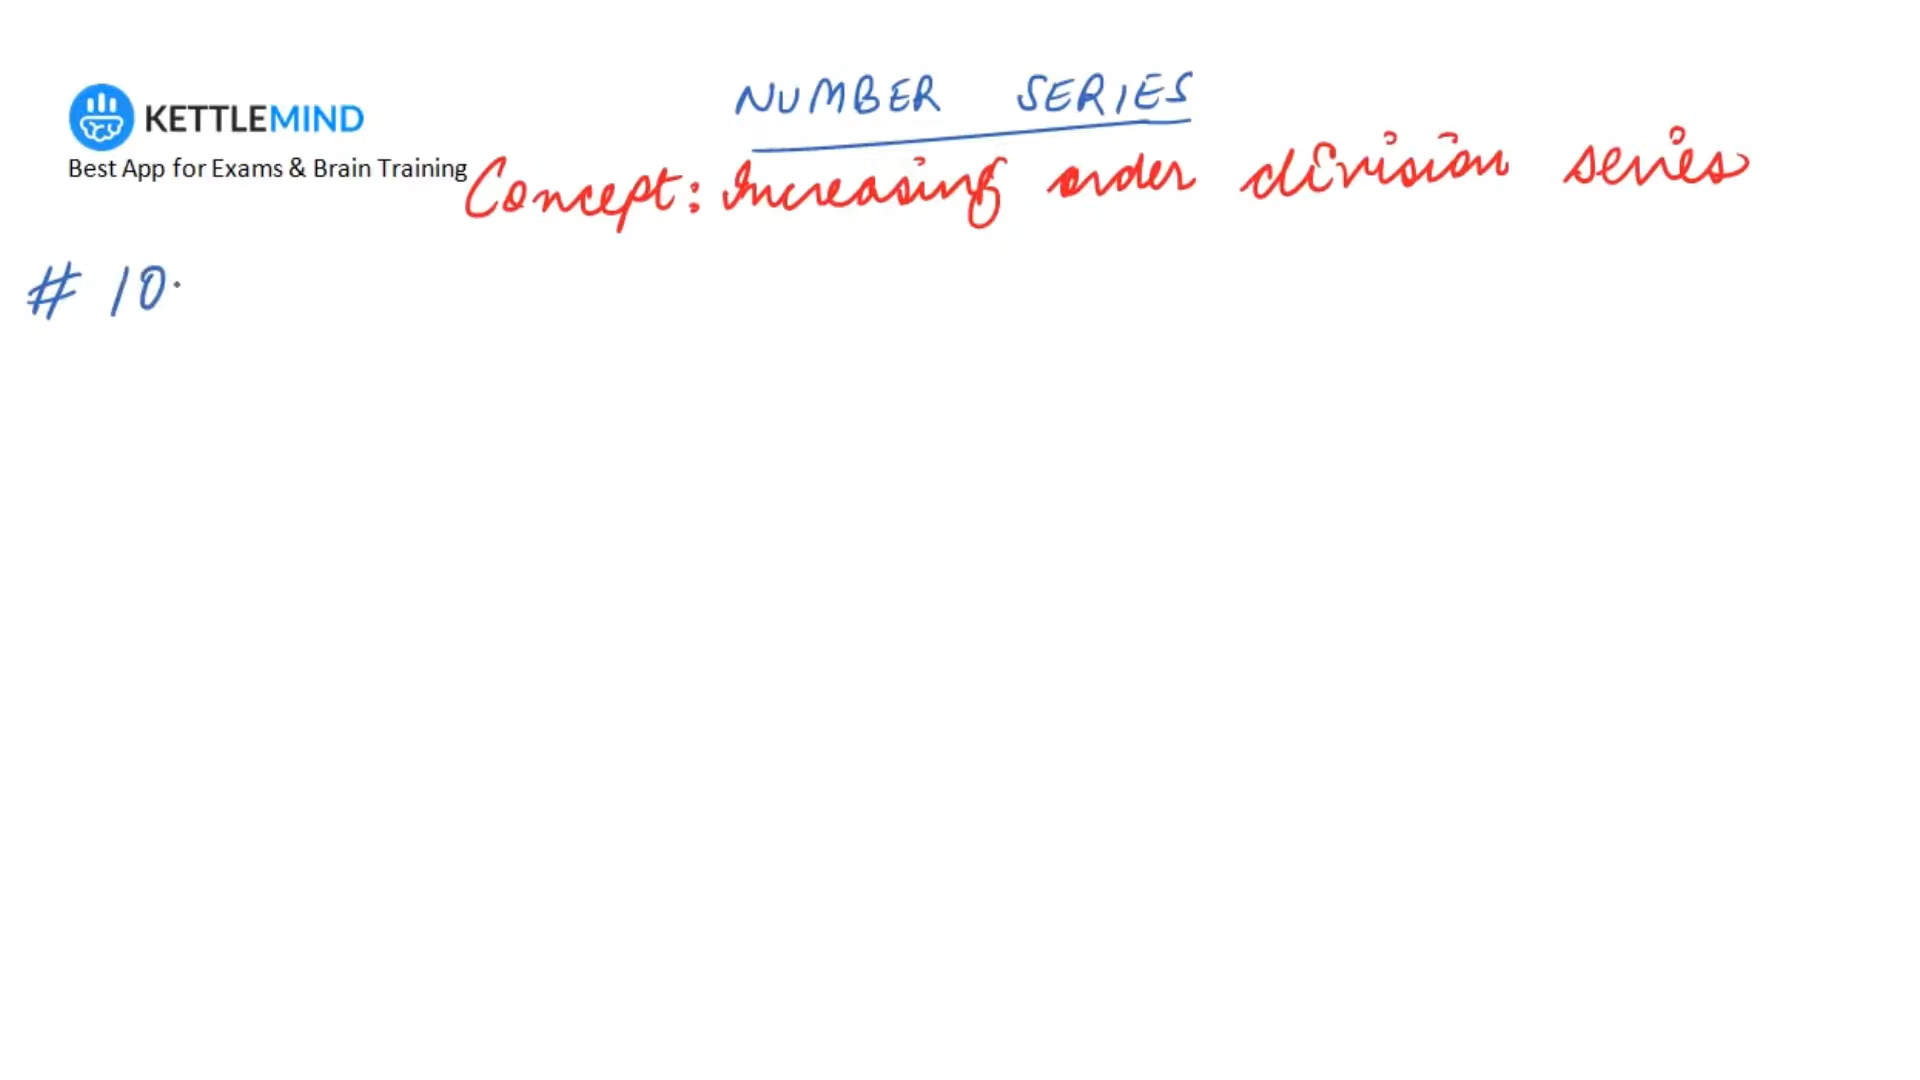 NUMBER SERIES
KETTLEMIND
Best App for Exams & Brain Training
Concept: Increasing order division series
# 10